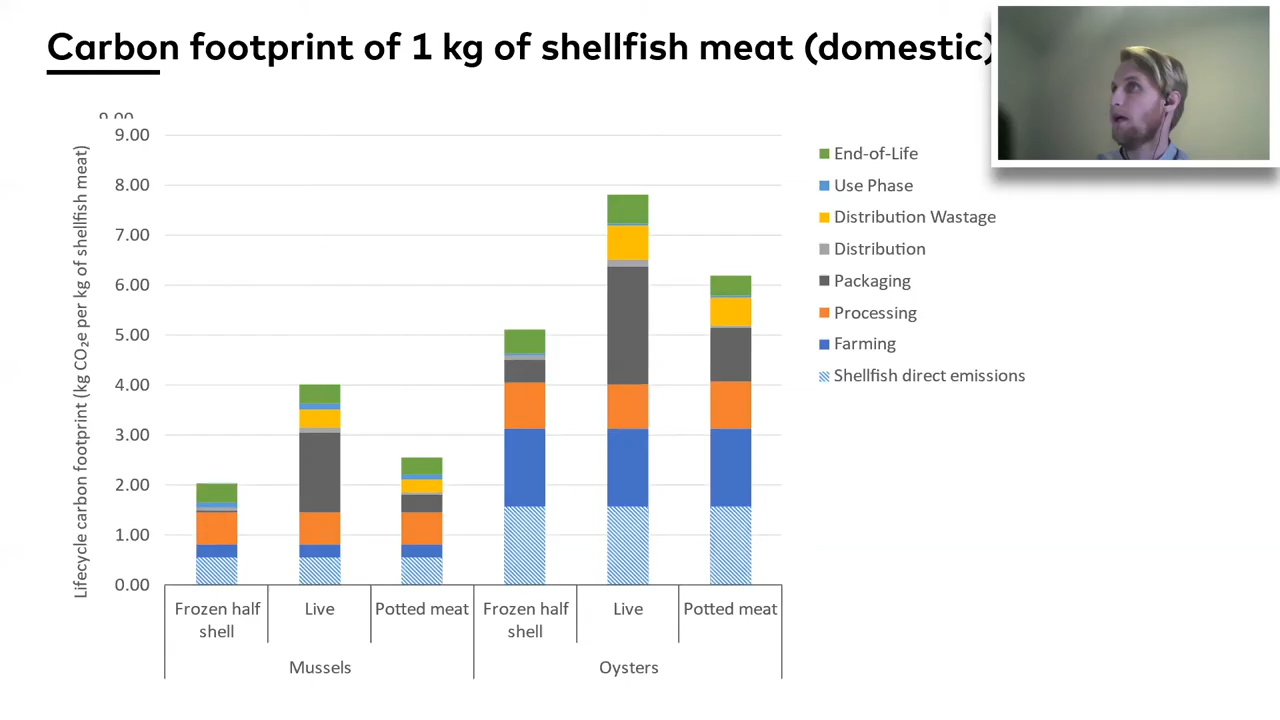 Carbon footprint of 1 kg of shellfish meat (domestic)
9.00
9.00
8.00
7.00
6.00
5.00
4.00
3.00
2.00
1.00
0.00
Lifecycle carbon footprint (kg CO₂e per kg of shellfish meat)
End-of-Life
Use Phase
Distribution Wastage
Distribution
Packaging
Processing
Farming
Shellfish direct emissions
Frozen half
shell
Live
Potted meat
Frozen half
shell
Live
Potted meat
Mussels
Oysters